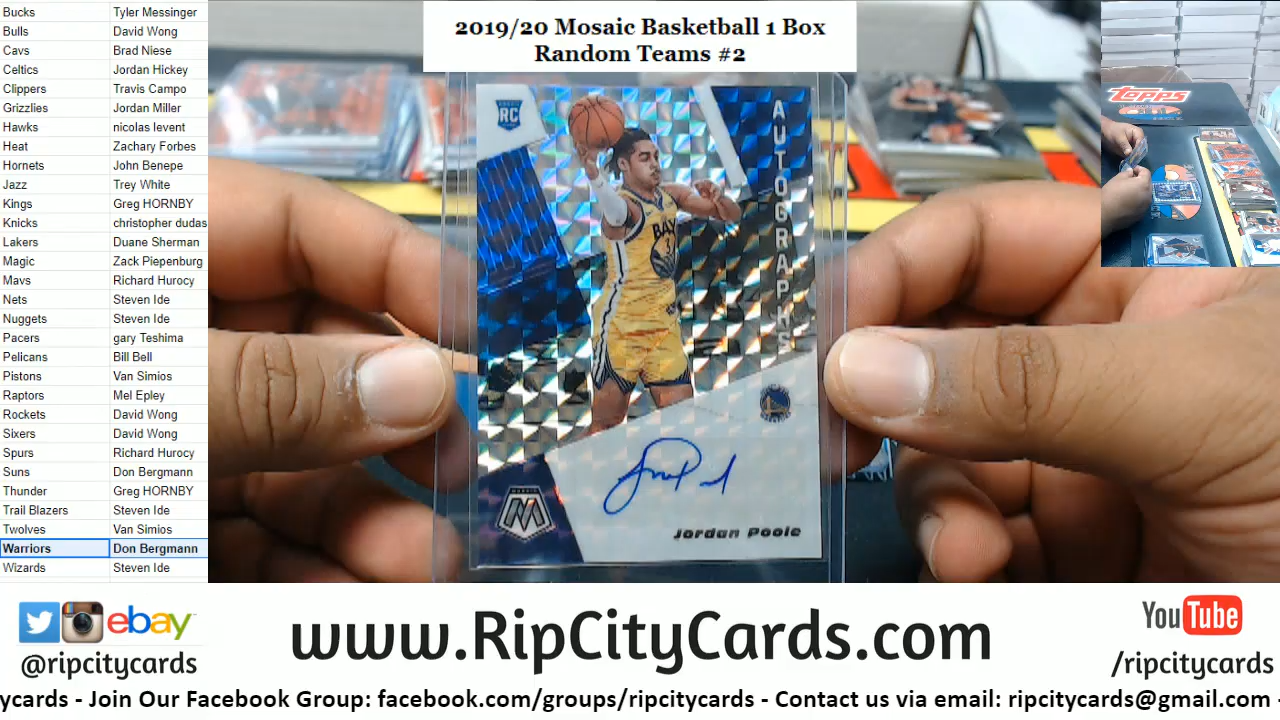 2019/20 Mosaic Basketball 1 Box
Random Teams #2
Bucks Tyler Messinger
Bulls David Wong
Cavs Brad Niese
Celtics Jordan Hickey
Clippers Travis Campo
Grizzlies Jordan Miller
Hawks nicolas levent
Heat Zachary Forbes
Hornets John Benepe
Jazz Trey White
Kings Greg HORNBY
Knicks christopher dudas
Lakers Duane Sherman
Magic Zack Piepenburg
Mavs Richard Hurocy
Nets Steven Ide
Nuggets Steven Ide
Pacers gary Teshima
Pelicans Bill Bell
Pistons Van Simios
Raptors Mel Epley
Rockets David Wong
Sixers David Wong
Spurs Richard Hurocy
Suns Don Bergmann
Thunder Greg HORNBY
Trail Blazers Steven Ide
Twolves Van Simios
Warriors Don Bergmann
Wizards Steven Ide
RC
AUTOGRAPHS
BAY
3
MOSAIC
Jordan Poole
Topps
ebay
@ripcitycards
www.RipCityCards.com
YouTube
/ripcitycards
ycards - Join Our Facebook Group: facebook.com/groups/ripcitycards - Contact us via email: ripcitycards@gmail.com -